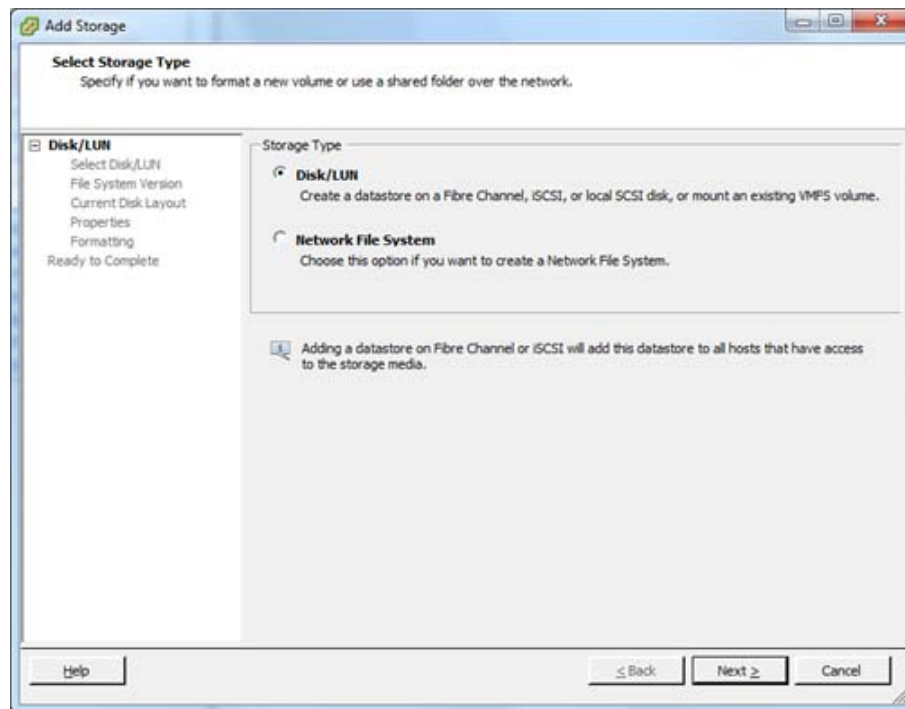 Add Storage
Select Storage Type
Specify if you want to format a new volume or use a shared folder over the network.
Disk/LUN
Select Disk/LUN
File System Version
Current Disk Layout
Properties
Formatting
Ready to Complete
Storage Type
Disk/LUN
Create a datastore on a Fibre Channel, iSCSI, or local SCSI disk, or mount an existing VMFS volume.
Network File System
Choose this option if you want to create a Network File System.
Adding a datastore on Fibre Channel or iSCSI will add this datastore to all hosts that have access
to the storage media.
Help
< Back
Next >
Cancel